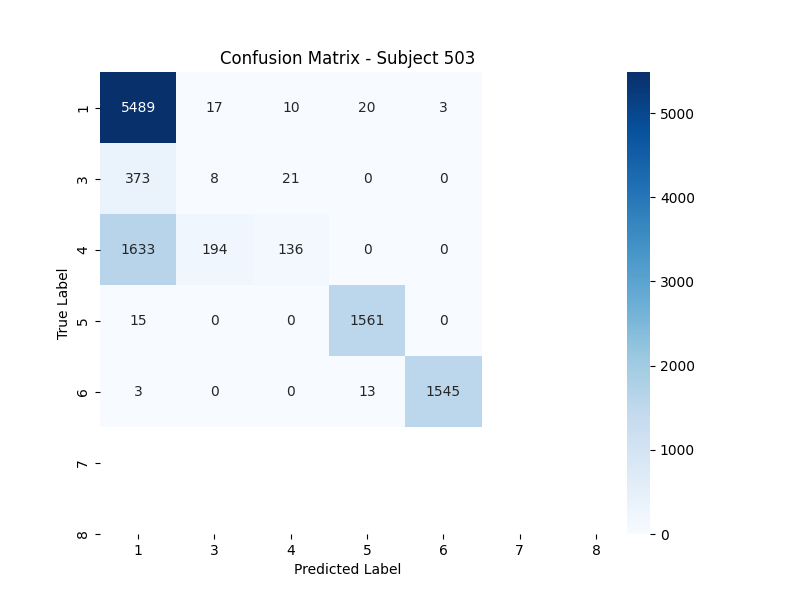 Confusion Matrix - Subject 503
True Label
1 5489 17 10 20 3
3 373 8 21 0 0
4 1633 194 136 0 0
5 15 0 0 1561 0
6 3 0 0 13 1545
7
8
1 3 4 5 6 7 8
Predicted Label
5000
4000
3000
2000
1000
0